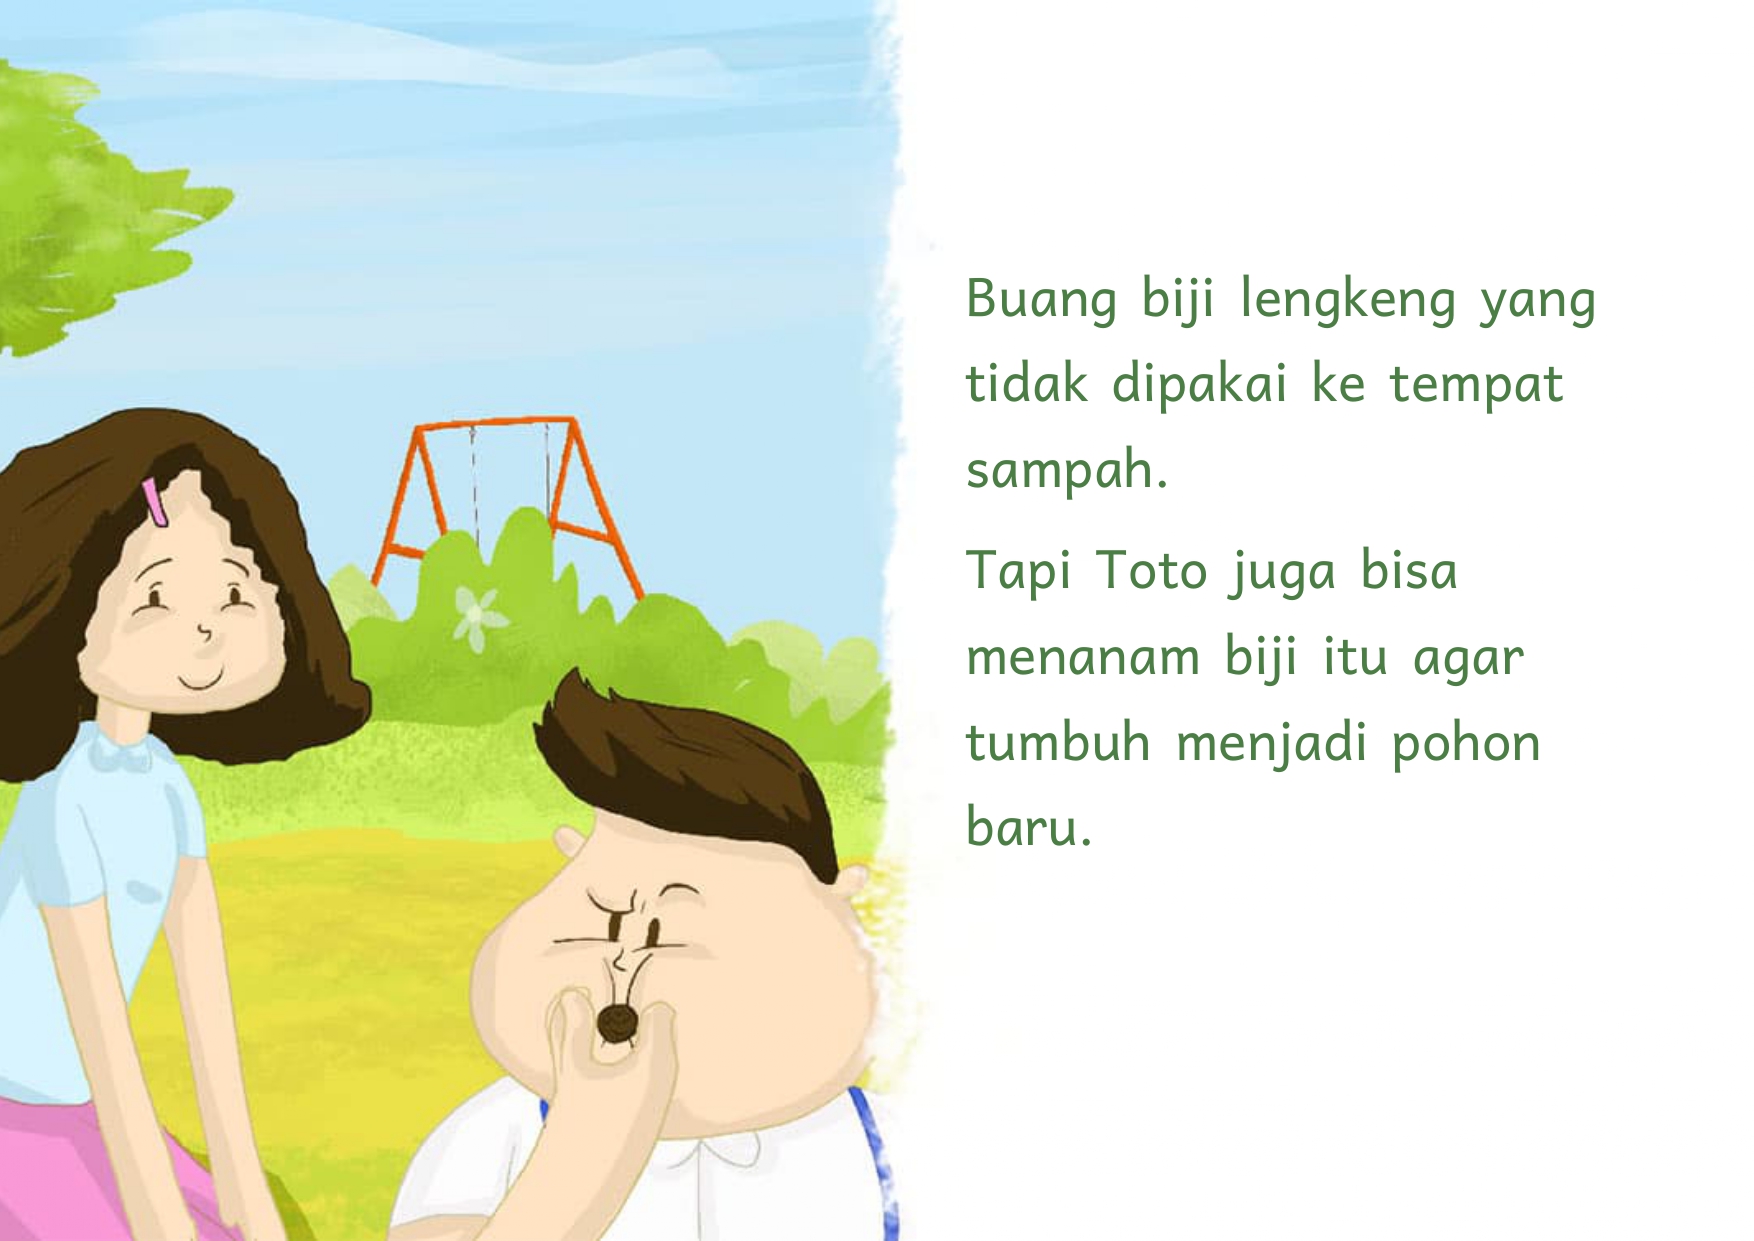 Buang biji lengkeng yang
tidak dipakai ke tempat
sampah.
Tapi Toto juga bisa
menanam biji itu agar
tumbuh menjadi pohon
baru.